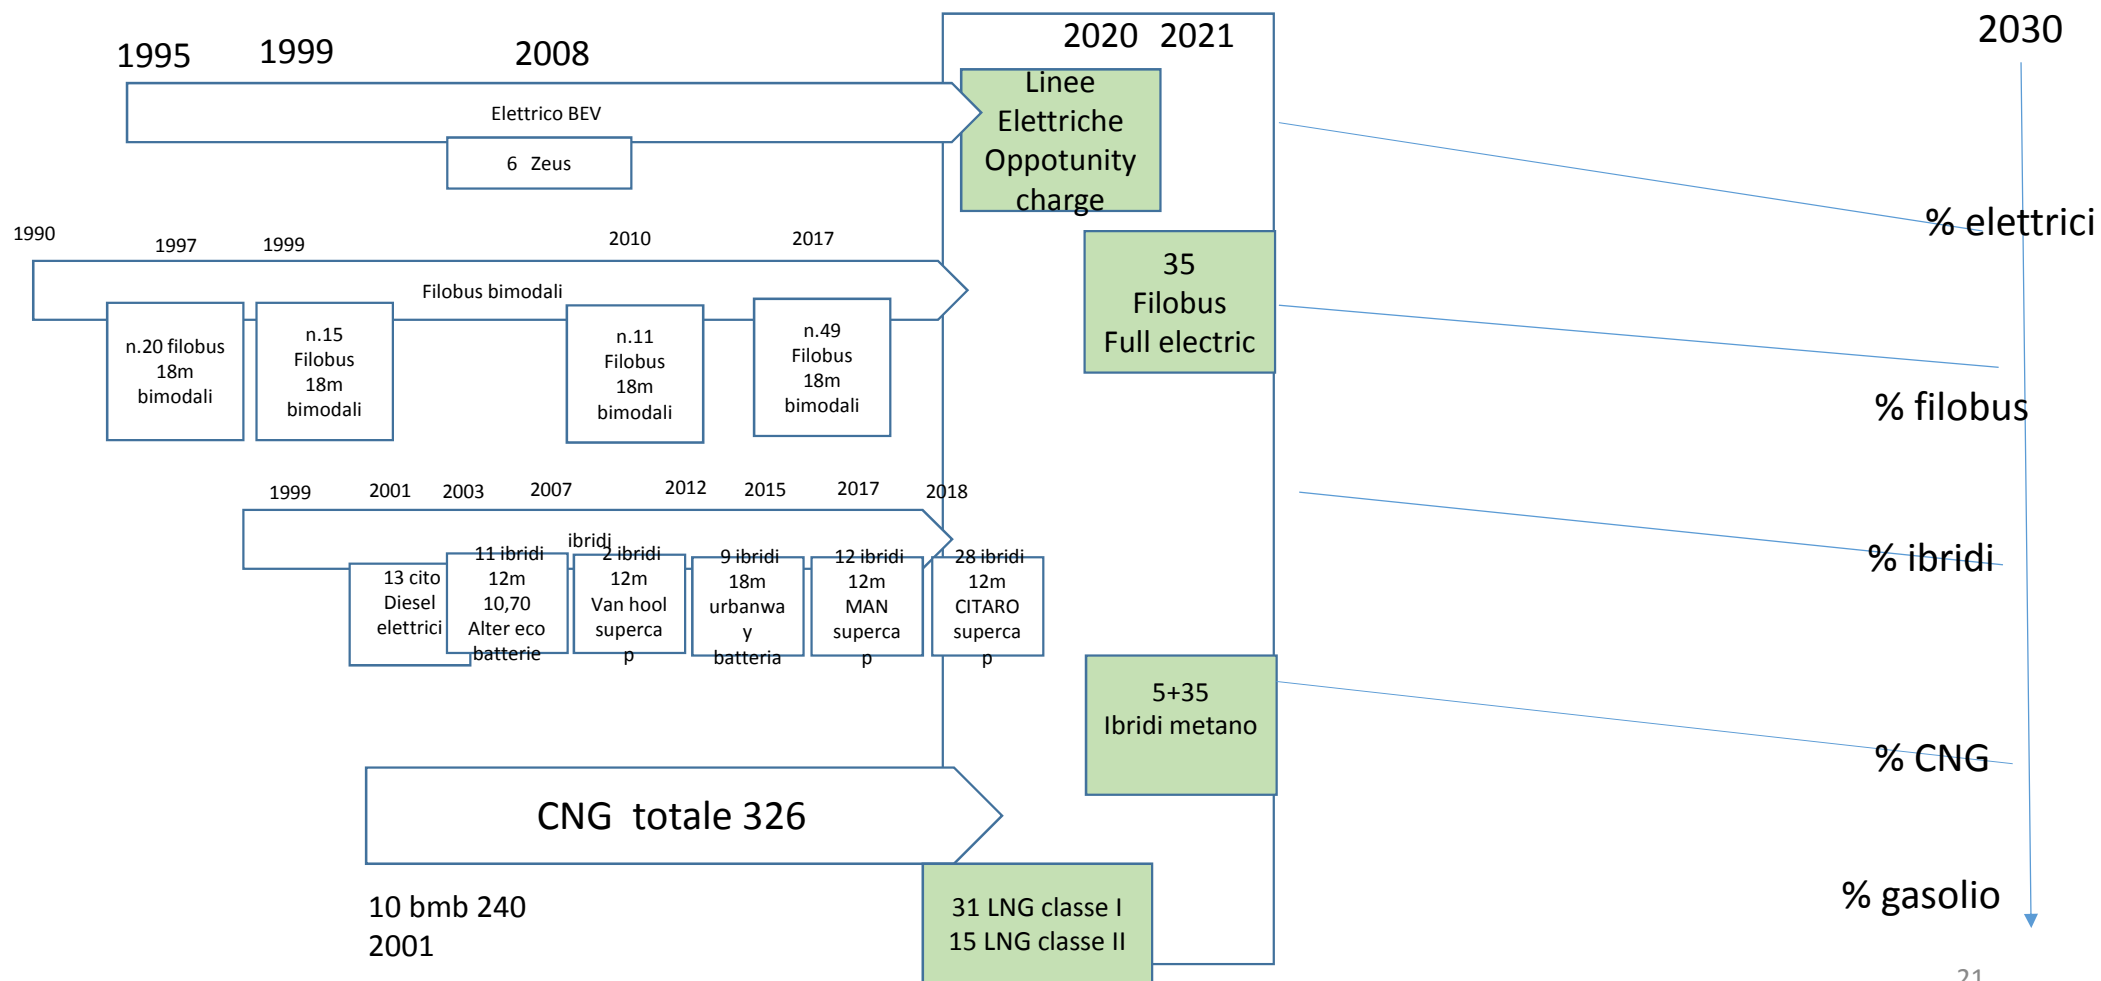 1995 1999 2008 2020 2021 2030
Elettrico BEV
6 Zeus
Linee
Elettriche
Oppotunity
charge
% elettrici
1990 1997 1999 2010 2017
Filobus bimodali
n.20 filobus
18m
bimodali
n.15
Filobus
18m
bimodali
n.11
Filobus
18m
bimodali
n.49
Filobus
18m
bimodali
35
Filobus
Full electric
% filobus
1999 2001 2003 2007 2012 2015 2017 2018
ibridi
13 cito
Diesel
elettrici
11 ibridi
12m
10,70
Alter eco
batterie
2 ibridi
12m
Van hool
superca
p
9 ibridi
18m
urbanwa
y
batteria
12 ibridi
12m
MAN
superca
p
28 ibridi
12m
CITARO
superca
p
% ibridi
5+35
Ibridi metano
% CNG
CNG totale 326
10 bmb 240
2001
31 LNG classe I
15 LNG classe II
% gasolio
21